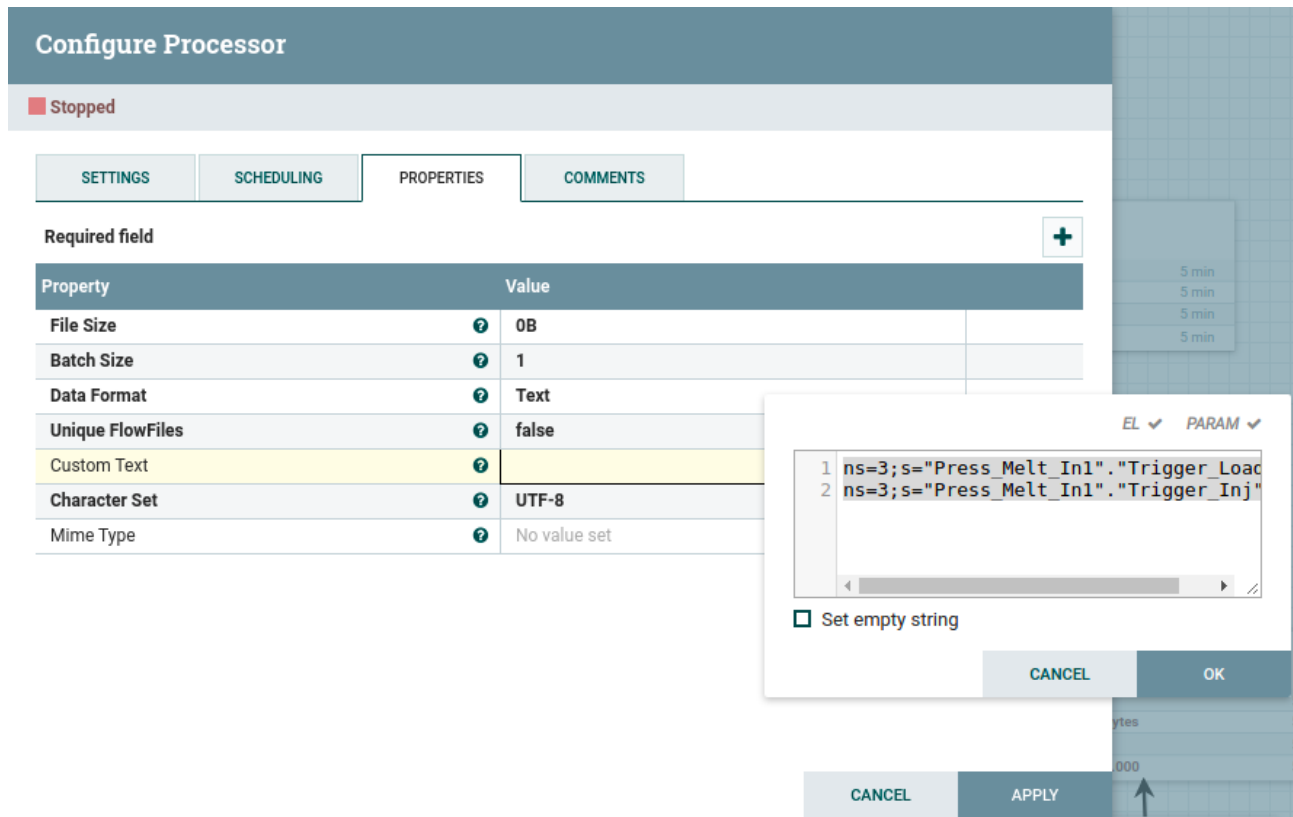 Configure Processor
Stopped
SETTINGS SCHEDULING PROPERTIES COMMENTS
Required field
Property Value
File Size 0B
Batch Size 1
Data Format Text
Unique FlowFiles false
Custom Text
Character Set UTF-8
Mime Type No value set
5 min
5 min
5 min
5 min
EL PARAM
1 ns=3;s="Press_Melt_In1"."Trigger_Load
2 ns=3;s="Press_Melt_In1"."Trigger_Inj"
Set empty string
CANCEL OK
ytes
000
CANCEL APPLY